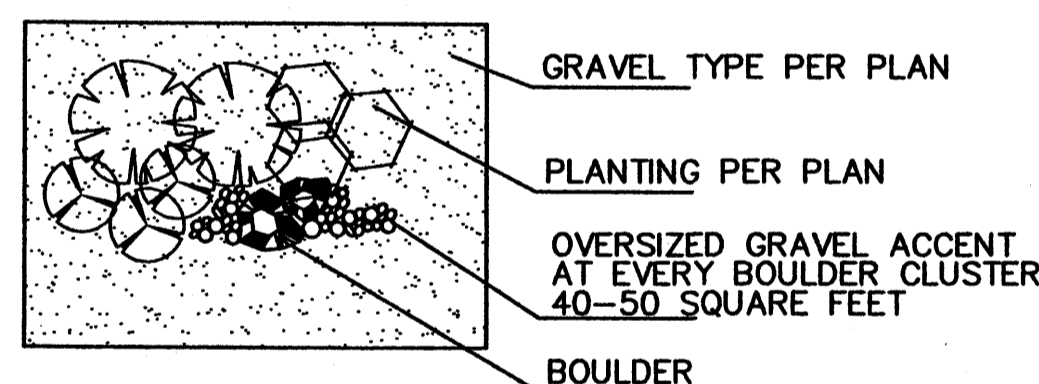 GRAVEL TYPE PER PLAN
PLANTING PER PLAN
OVERSIZED GRAVEL ACCENT
AT EVERY BOULDER CLUSTER
40-50 SQUARE FEET
BOULDER